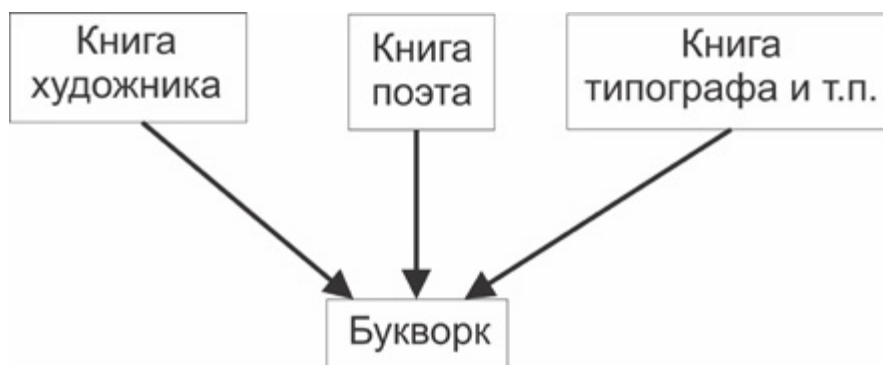 Книга
художника
Книга
поэта
Книга
типографа и т.п.
Букворк